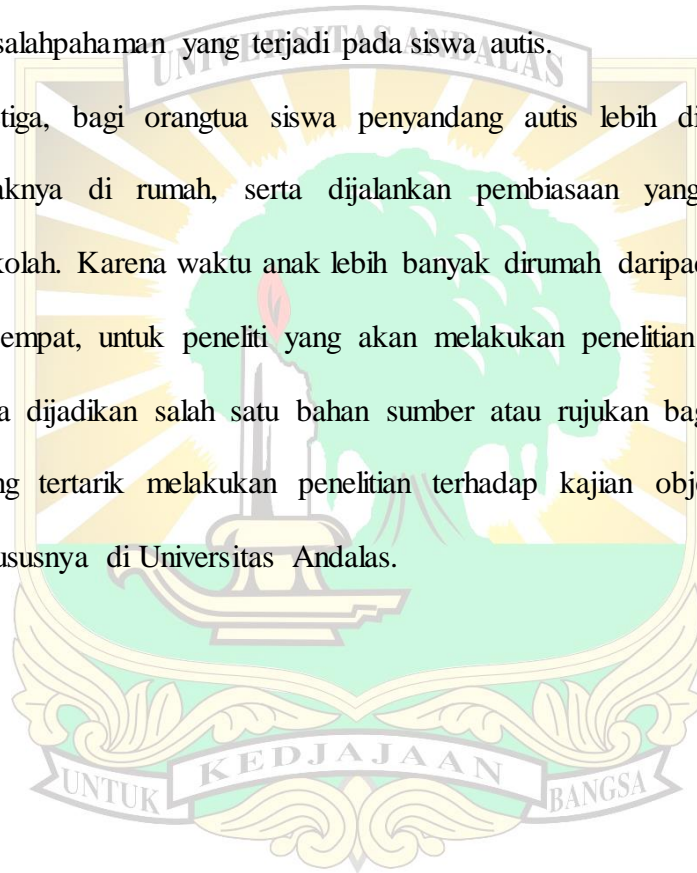 salahpahaman yang terjadi pada siswa autis.
UNIVERSITAS ANDALAS
tiga, bagi orangtua siswa penyandang autis lebih di
aknya di rumah, serta dijalankan pembiasaan yang
kolah. Karena waktu anak lebih banyak dirumah daripad
empat, untuk peneliti yang akan melakukan penelitian
a dijadikan salah satu bahan sumber atau rujukan bag
ng tertarik melakukan penelitian terhadap kajian obj
ususnya di Universitas Andalas.
UNTUK KEDJAJAAN BANGSA